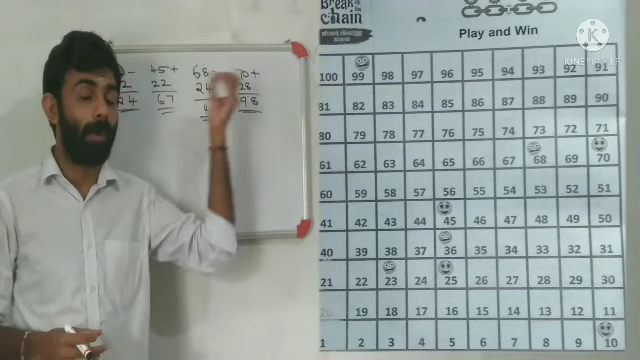 45+ 68 0+
22 24 28
24 67 4 98
Break the
chain
Play and Win
KINEMASTER
100 99 98 97 96 95 94 93 92 91
81 82 83 84 85 86 87 88 89 90
80 79 78 77 76 75 74 73 72 71
61 62 63 64 65 66 67 68 69 70
60 59 58 57 56 55 54 53 52 51
41 42 43 44 45 46 47 48 49 50
40 39 38 37 36 35 34 33 32 31
21 22 23 24 25 26 27 28 29 30
20 19 18 17 16 15 14 13 12 11
1 2 3 4 5 6 7 8 9 10